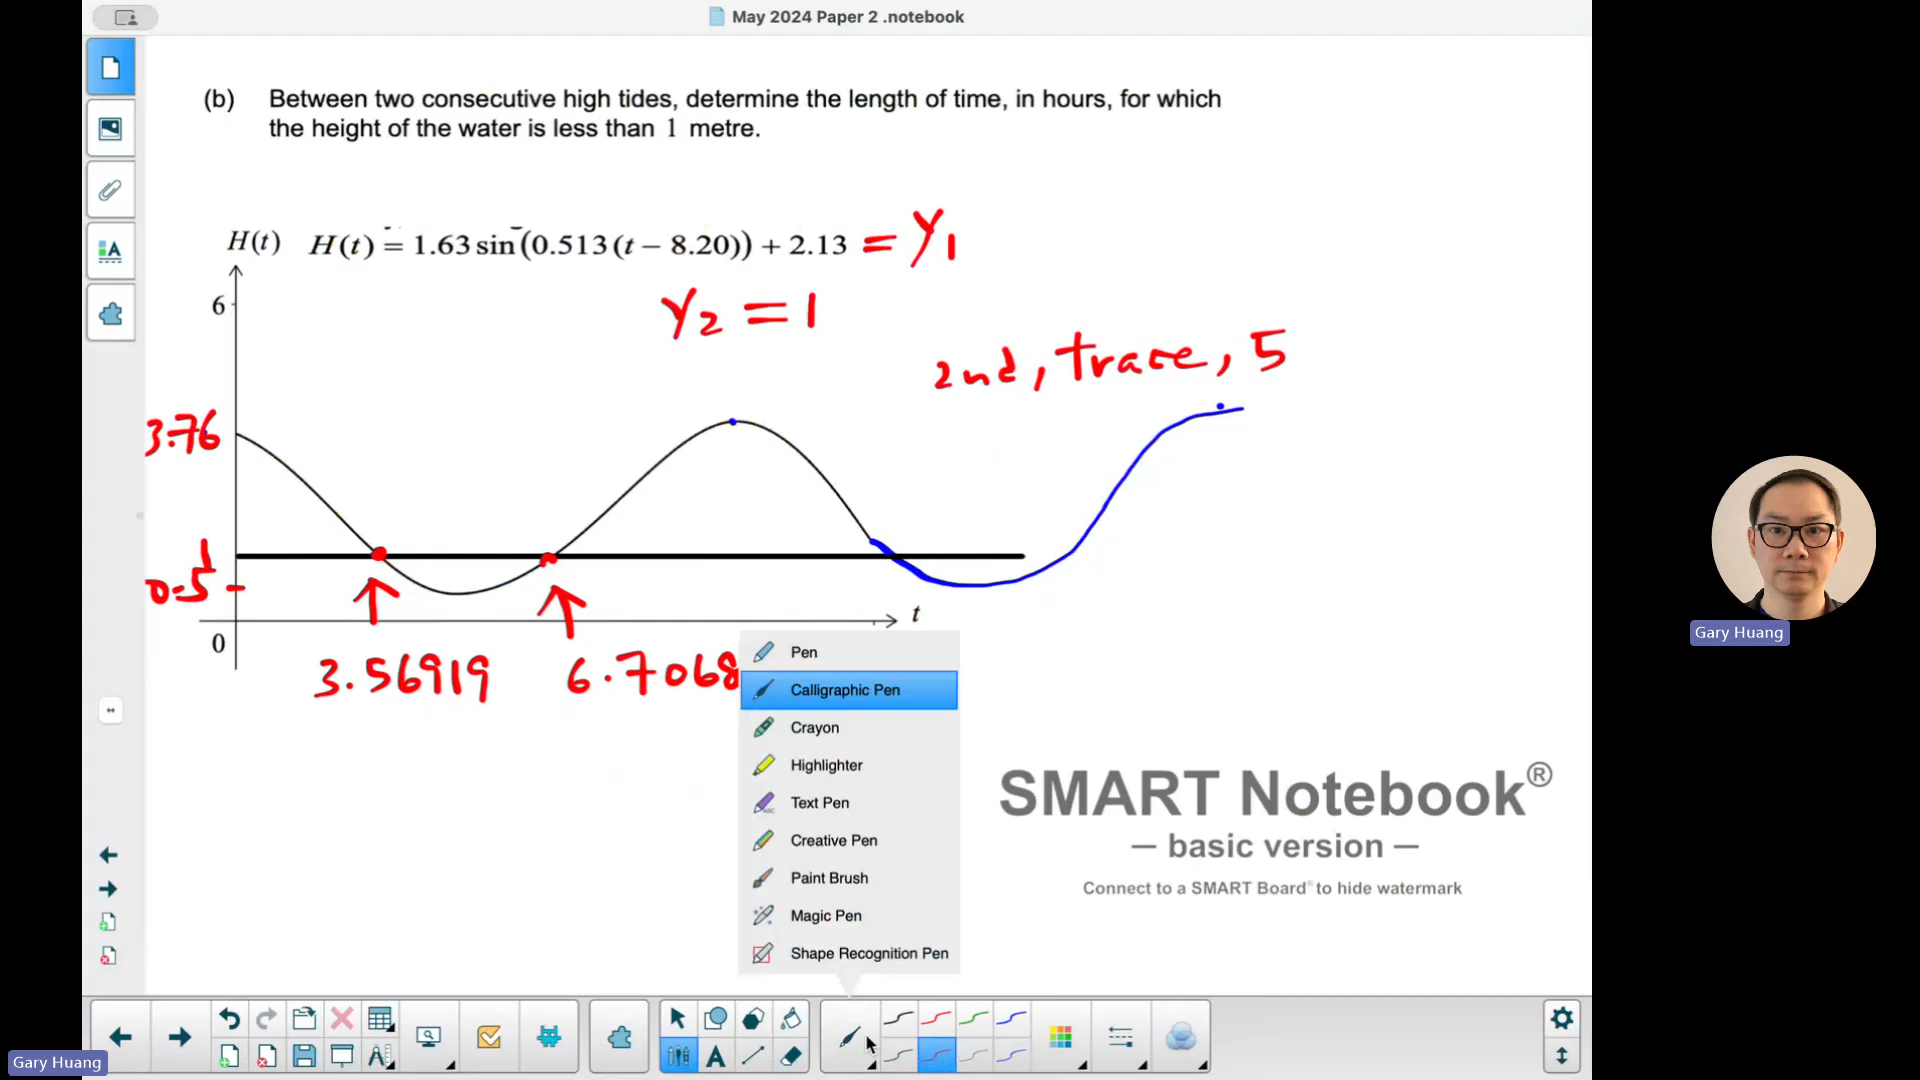 May 2024 Paper 2 .notebook
(b) Between two consecutive high tides, determine the length of time, in hours, for which
the height of the water is less than 1 metre.
H(t) H(t) = 1.63 sin(0.513(t − 8.20)) + 2.13 = Y1
6
Y2 = 1
2nd, trace, 5
3.76
1
0.5
t
0
3.56919 6.7068
Pen
Calligraphic Pen
Crayon
Highlighter
Text Pen
Creative Pen
Paint Brush
Magic Pen
Shape Recognition Pen
SMART Notebook®
— basic version —
Connect to a SMART Board® to hide watermark
Gary Huang
Gary Huang